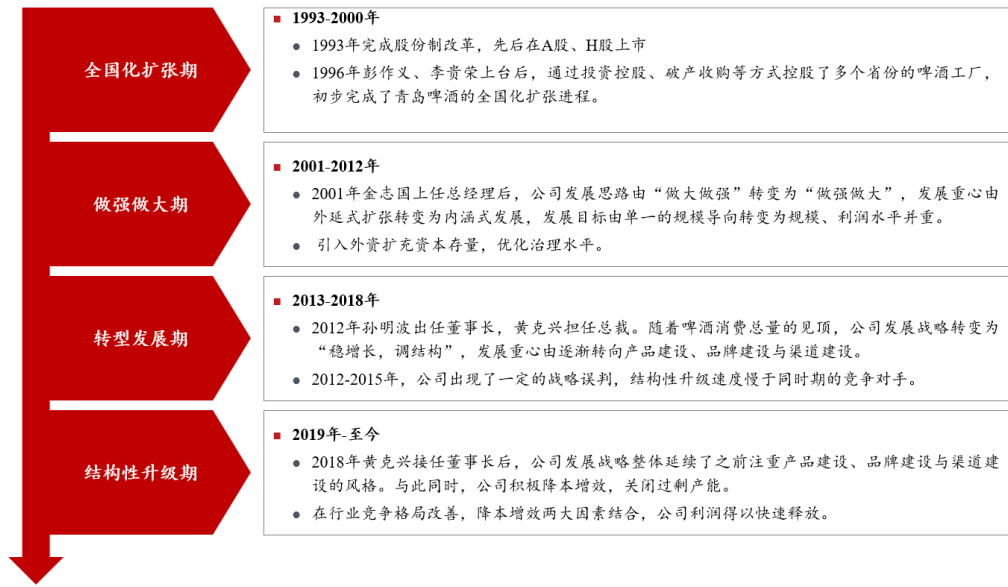 全国化扩张期
■ 1993-2000年
● 1993年完成股份制改革，先后在A股、H股上市
● 1996年彭作义、李贵荣上台后，通过投资控股、破产收购等方式控股了多个省份的啤酒工厂，
初步完成了青岛啤酒的全国化扩张进程。
做强做大期
■ 2001-2012年
● 2001年金志国上任总经理后，公司发展思路由“做大做强”转变为“做强做大”，发展重心由
外延式扩张转变为内涵式发展，发展目标由单一的规模导向转变为规模、利润水平并重。
● 引入外资扩充资本存量，优化治理水平。
转型发展期
■ 2013-2018年
● 2012年孙明波出任董事长，黄克兴担任总裁。随着啤酒消费总量的见顶，公司发展战略转变为
“稳增长，调结构”，发展重心由逐渐转向产品建设、品牌建设与渠道建设。
● 2012-2015年，公司出现了一定的战略误判，结构性升级速度慢于同时期的竞争对手。
结构性升级期
■ 2019年-至今
● 2018年黄克兴接任董事长后，公司发展战略整体延续了之前注重产品建设、品牌建设与渠道建
设的风格。与此同时，公司积极降本增效，关闭过剩产能。
● 在行业竞争格局改善，降本增效两大因素结合，公司利润得以快速释放。